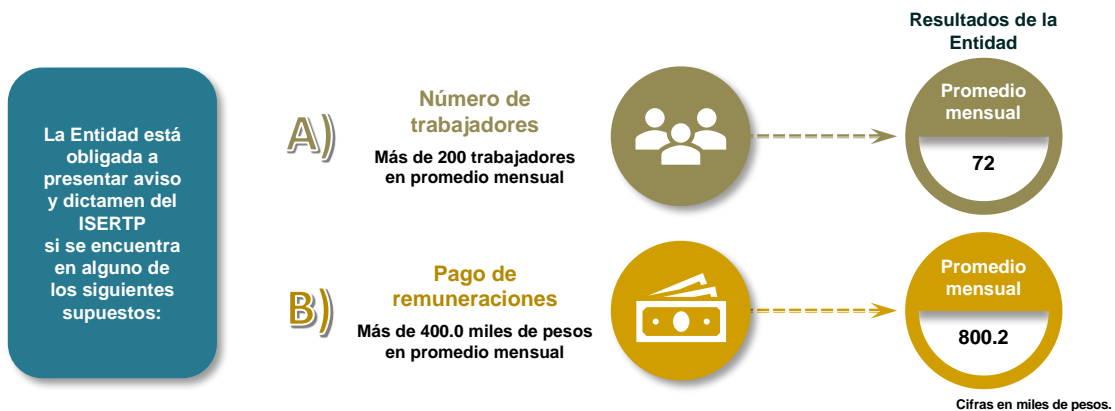 La Entidad está
obligada a
presentar aviso
y dictamen del
ISERTP
si se encuentra
en alguno de
los siguientes
supuestos:
A)
Número de
trabajadores
Más de 200 trabajadores
en promedio mensual
Resultados de la
Entidad
Promedio
mensual
72
B)
Pago de
remuneraciones
Más de 400.0 miles de pesos
en promedio mensual
Promedio
mensual
800.2
Cifras en miles de pesos.